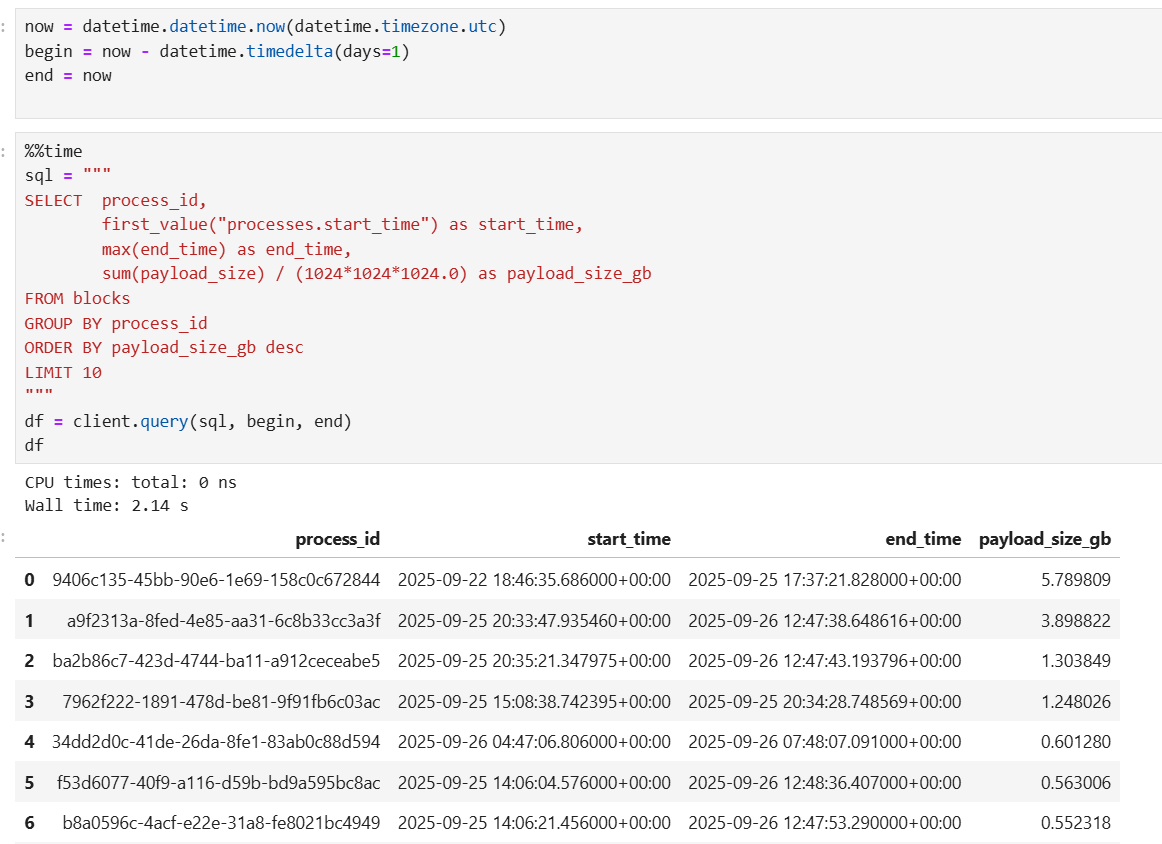 now = datetime.datetime.now(datetime.timezone.utc)
begin = now - datetime.timedelta(days=1)
end = now
%%time
sql = """
SELECT  process_id,
        first_value("processes.start_time") as start_time,
        max(end_time) as end_time,
        sum(payload_size) / (1024*1024*1024.0) as payload_size_gb
FROM blocks
GROUP BY process_id
ORDER BY payload_size_gb desc
LIMIT 10
"""
df = client.query(sql, begin, end)
df
CPU times: total: 0 ns
Wall time: 2.14 s
process_id start_time end_time payload_size_gb
0 9406c135-45bb-90e6-1e69-158c0c672844 2025-09-22 18:46:35.686000+00:00 2025-09-25 17:37:21.828000+00:00 5.789809
1 a9f2313a-8fed-4e85-aa31-6c8b33cc3a3f 2025-09-25 20:33:47.935460+00:00 2025-09-26 12:47:38.648616+00:00 3.898822
2 ba2b86c7-423d-4744-ba11-a912ceceabe5 2025-09-25 20:35:21.347975+00:00 2025-09-26 12:47:43.193796+00:00 1.303849
3 7962f222-1891-478d-be81-9f91fb6c03ac 2025-09-25 15:08:38.742395+00:00 2025-09-25 20:34:28.748569+00:00 1.248026
4 34dd2d0c-41de-26da-8fe1-83ab0c88d594 2025-09-26 04:47:06.806000+00:00 2025-09-26 07:48:07.091000+00:00 0.601280
5 f53d6077-40f9-a116-d59b-bd9a595bc8ac 2025-09-25 14:06:04.576000+00:00 2025-09-26 12:48:36.407000+00:00 0.563006
6 b8a0596c-4acf-e22e-31a8-fe8021bc4949 2025-09-25 14:06:21.456000+00:00 2025-09-26 12:47:53.290000+00:00 0.552318